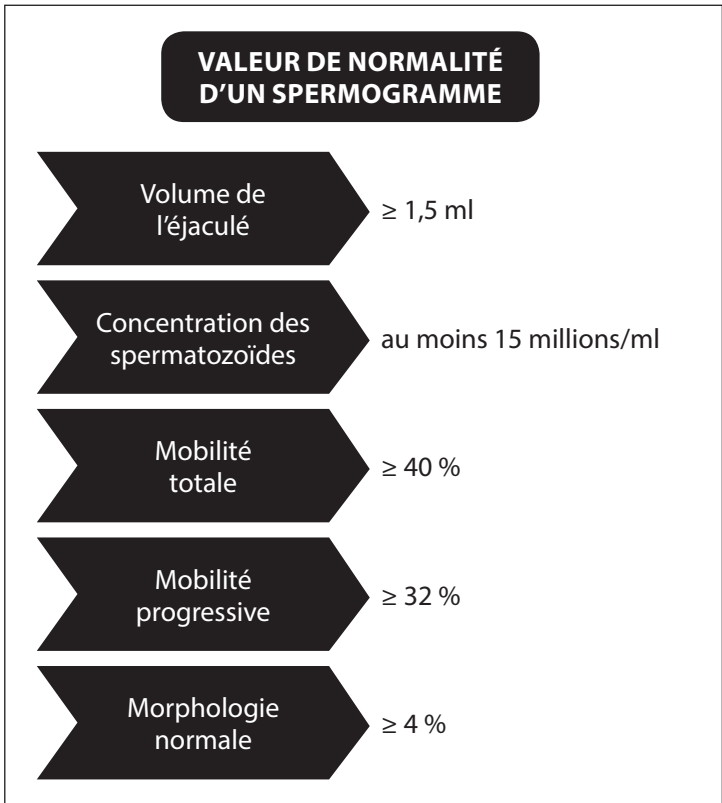 VALEUR DE NORMALITÉ
D’UN SPERMOGRAMME
Volume de
l’éjaculé
≥ 1,5 ml
Concentration des
spermatozoïdes
au moins 15 millions/ml
Mobilité
totale
≥ 40 %
Mobilité
progressive
≥ 32 %
Morphologie
normale
≥ 4 %